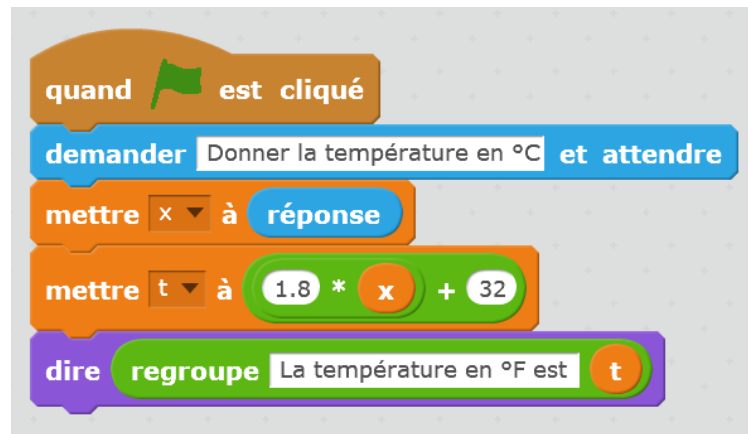 quand est cliqué
demander Donner la température en °C et attendre
mettre x à réponse
mettre t à 1.8 * x + 32
dire regroupe La température en °F est t